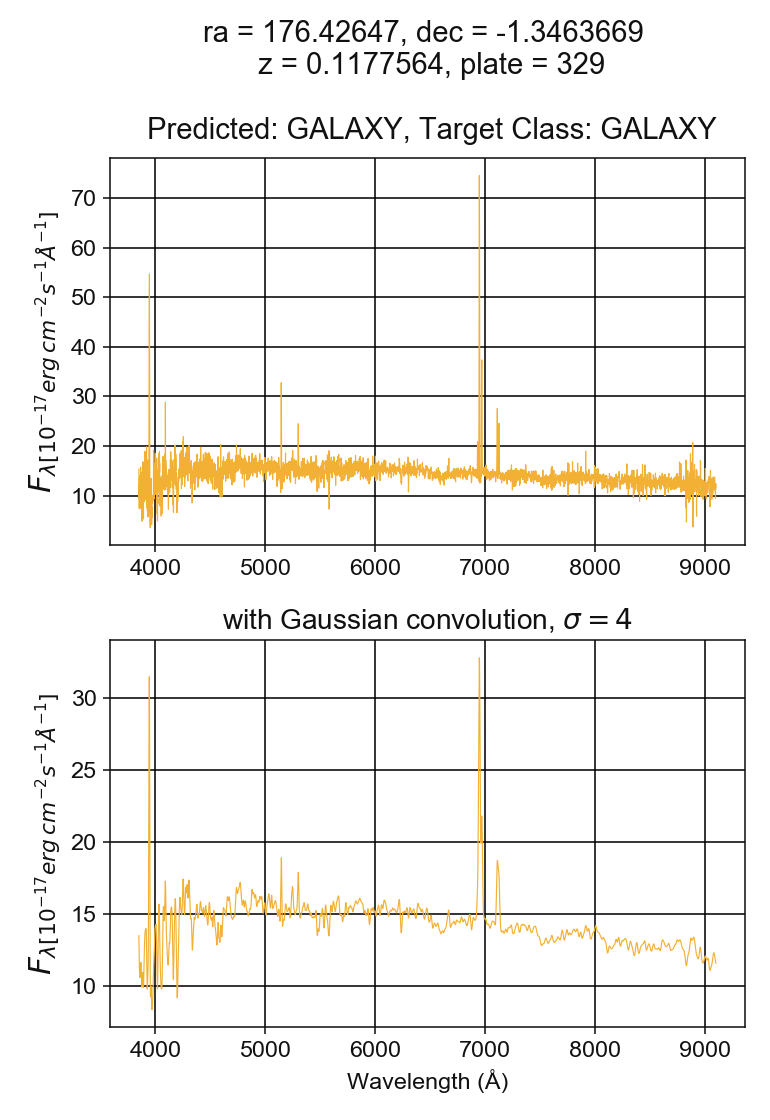 ra = 176.42647, dec = -1.3463669
z = 0.1177564, plate = 329
Predicted: GALAXY, Target Class: GALAXY
70
60
50
40
30
20
10
F_λ[10⁻¹⁷erg cm⁻²s⁻¹Å⁻¹]
4000 5000 6000 7000 8000 9000
with Gaussian convolution, σ = 4
30
25
20
15
10
F_λ[10⁻¹⁷erg cm⁻²s⁻¹Å⁻¹]
4000 5000 6000 7000 8000 9000
Wavelength (Å)